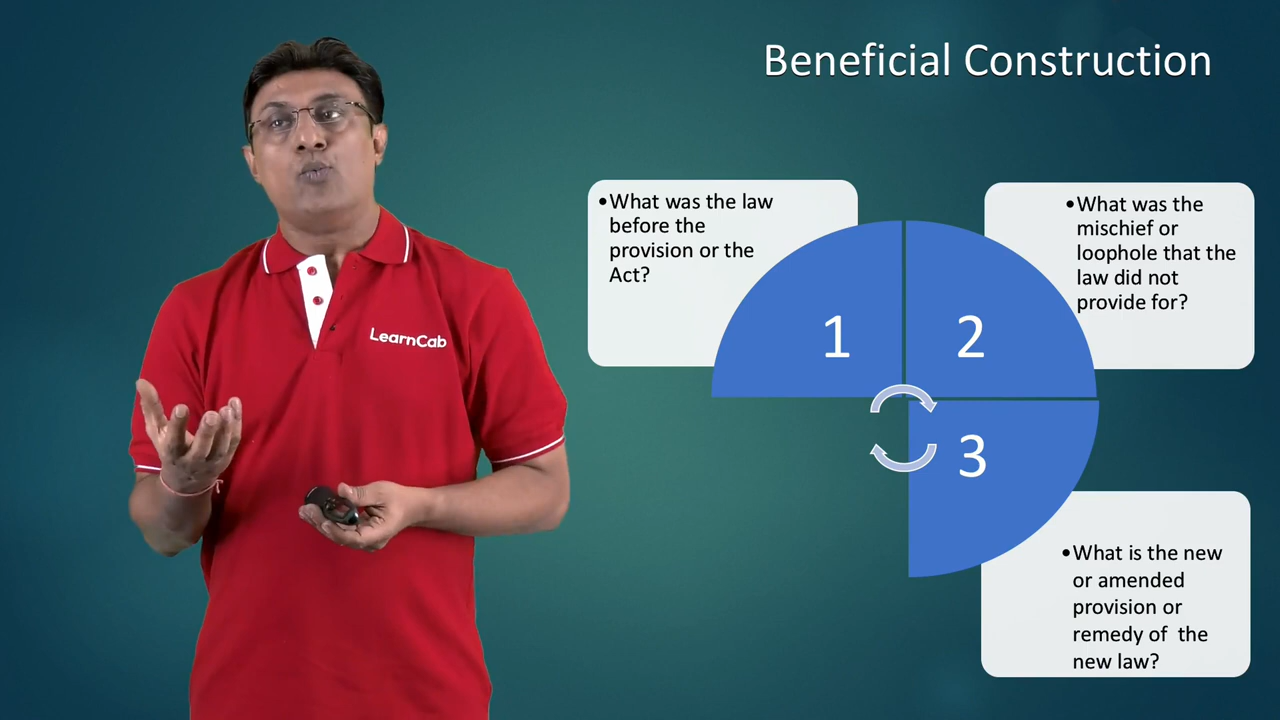 Beneficial Construction
•What was the law
before the
provision or the
Act?
•What was the
mischief or
loophole that the
law did not
provide for?
1
2
3
•What is the new
or amended
provision or
remedy of the
new law?
LearnCab